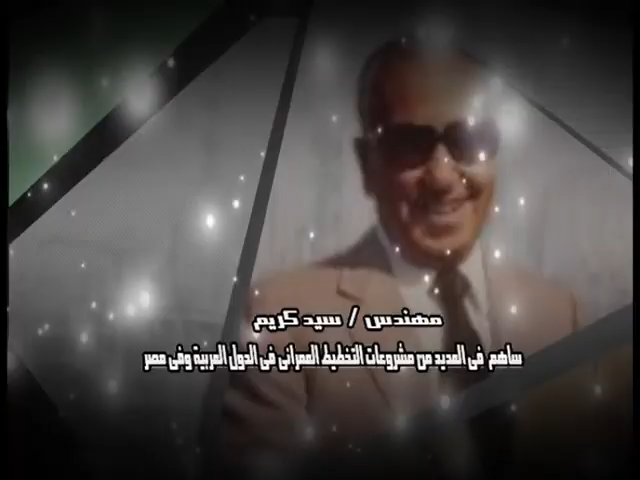 مهندس / سيد كريم
ساهم فى العديد من مشروعات التخطيط العمرانى فى الدول العربية وفى مصر